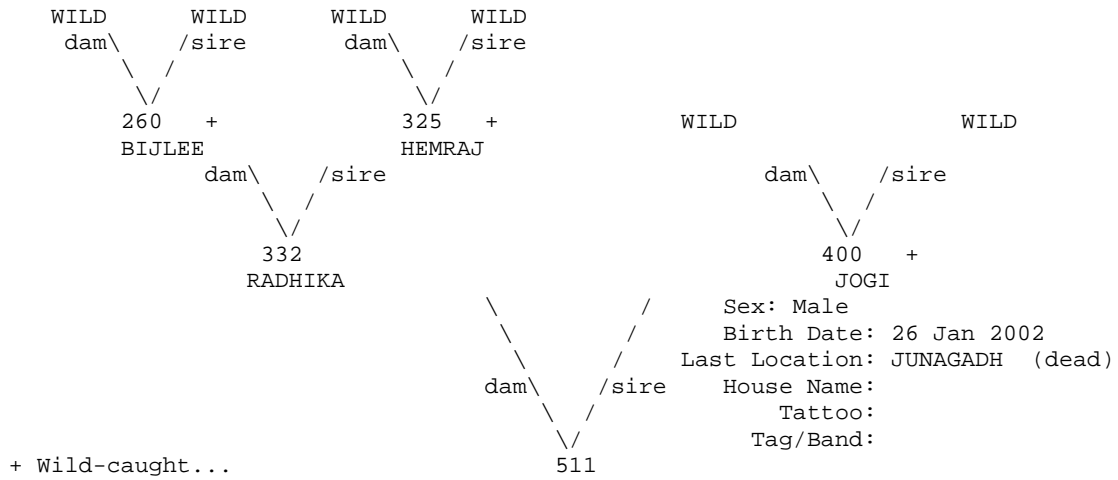 WILD WILD WILD WILD
dam\ /sire dam\ /sire
\ / \ /
\/ \/
260 + 325 + WILD WILD
BIJLEE HEMRAJ
dam\ /sire dam\ /sire
\ / \ /
\/ \/
332 400 +
RADHIKA JOGI
\ / Sex: Male
\ / Birth Date: 26 Jan 2002
\ / Last Location: JUNAGADH (dead)
dam\ /sire House Name:
\ / Tattoo:
\/ Tag/Band:
+ Wild-caught... 511